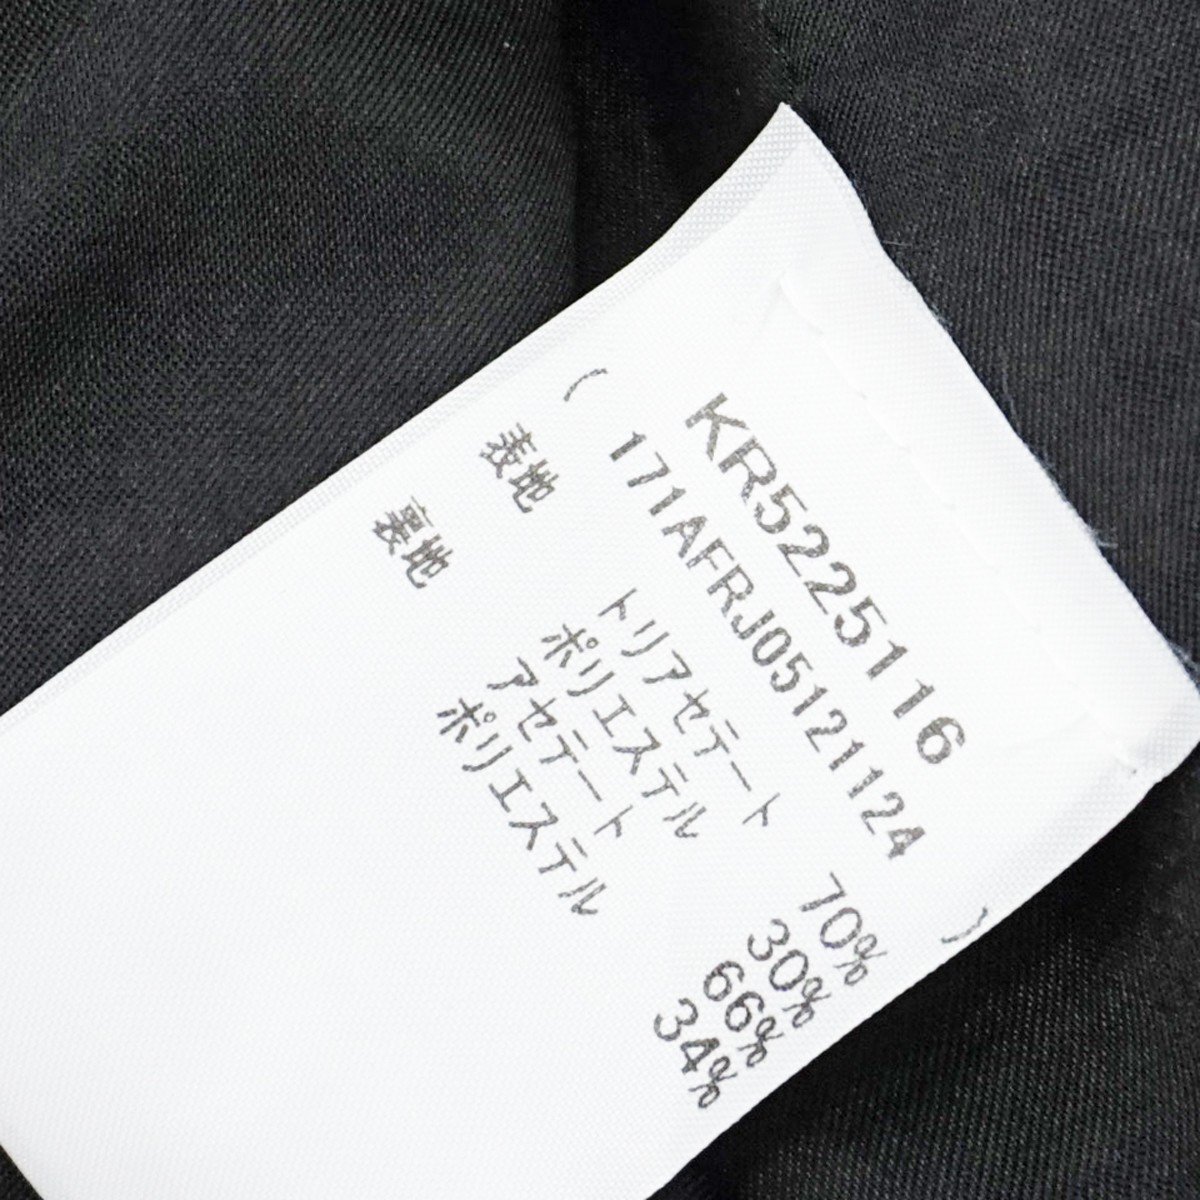 KR5225116
( 171AFRJ05121124 )
表地 トリアセテート 70%
ポリエステル 30%
裏地 アセテート 66%
ポリエステル 34%